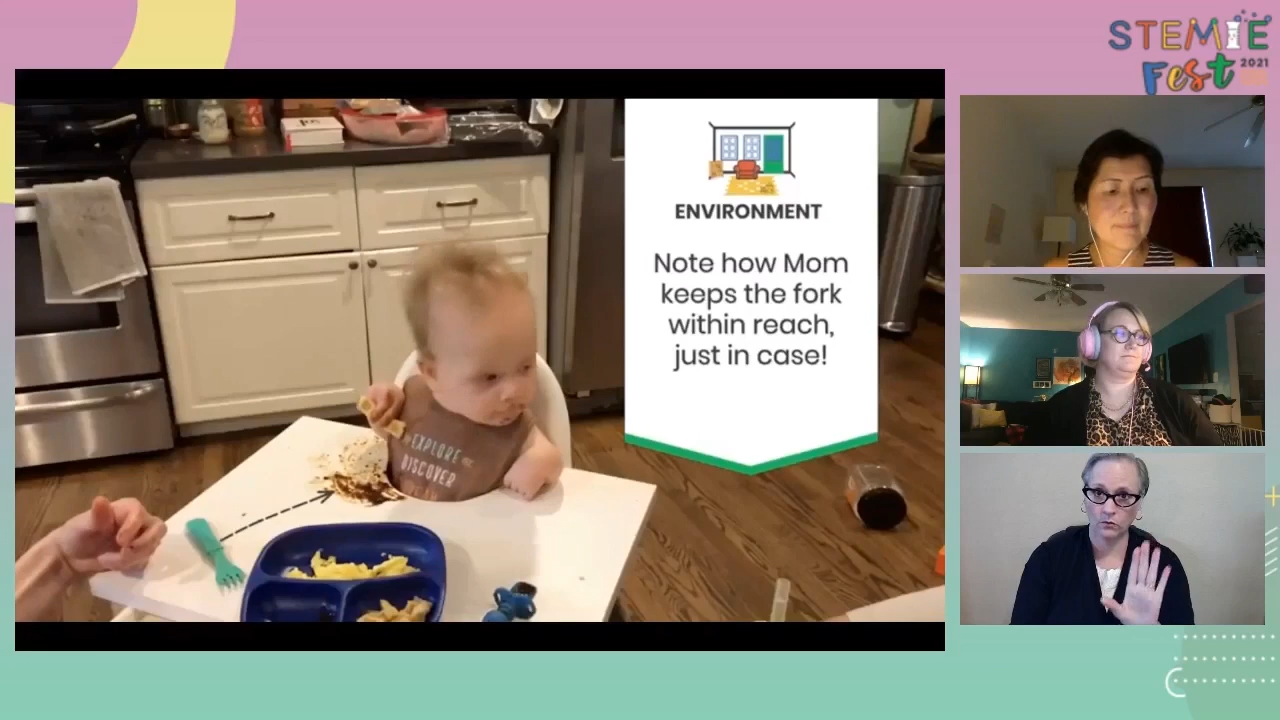 STEMIE
Fest 2021
ENVIRONMENT
Note how Mom
keeps the fork
within reach,
just in case!
EXPLORE
DISCOVER